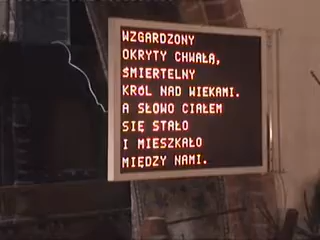 WZGARDZONY
OKRYTY CHWAŁĄ,
ŚMIERTELNY
KRÓL NAD WIEKAMI.
A SŁOWO CIAŁEM
SIĘ STAŁO
I MIESZKAŁO
MIĘDZY NAMI.